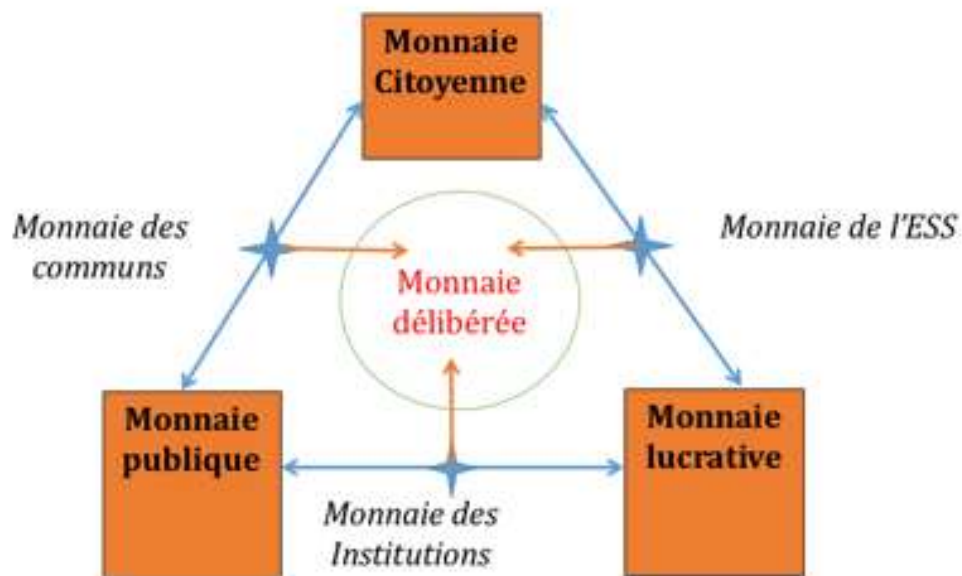 Monnaie
Citoyenne
Monnaie des
communs
Monnaie de l'ESS
Monnaie
délibérée
Monnaie
publique
Monnaie
lucrative
Monnaie des
Institutions